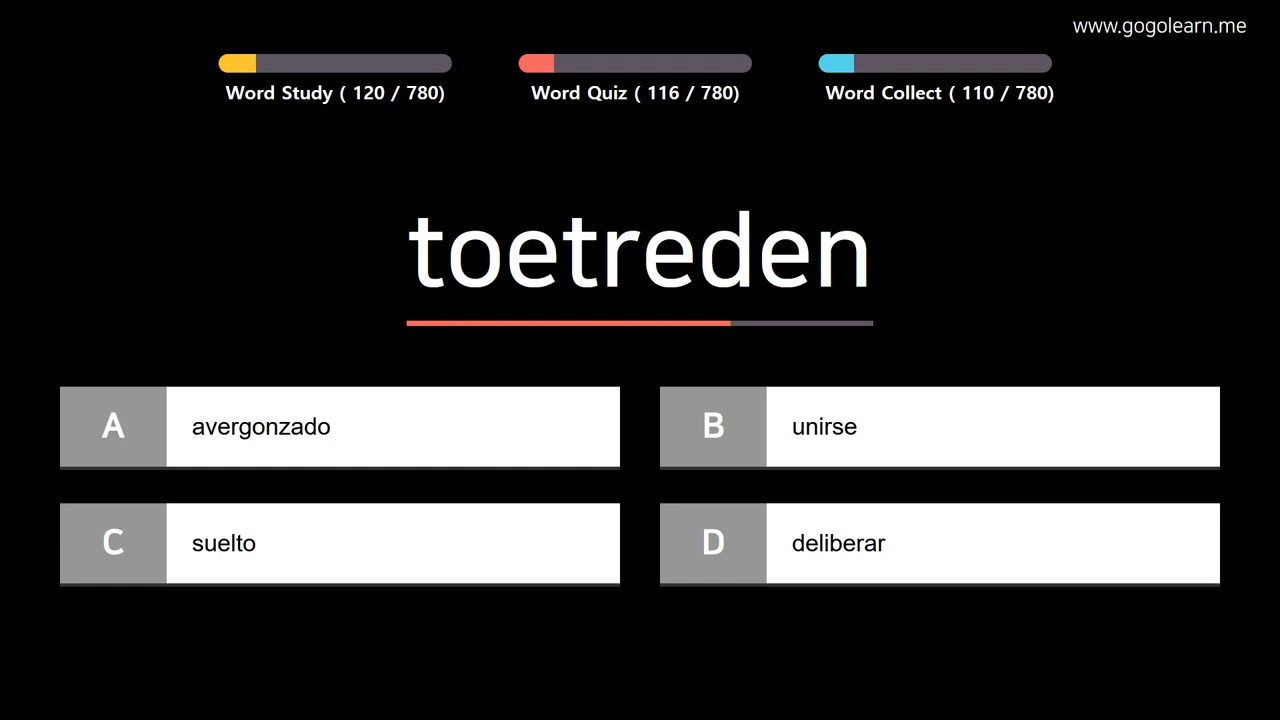 www.gogolearn.me
Word Study ( 120 / 780)
Word Quiz ( 116 / 780)
Word Collect ( 110 / 780)
toetreden
A avergonzado
B unirse
C suelto
D deliberar